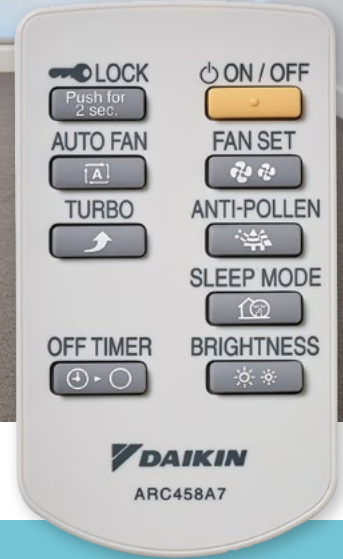 LOCK
ON / OFF
Push for
2 sec.
AUTO FAN
FAN SET
A
TURBO
ANTI-POLLEN
SLEEP MODE
OFF TIMER
BRIGHTNESS
DAIKIN
ARC458A7